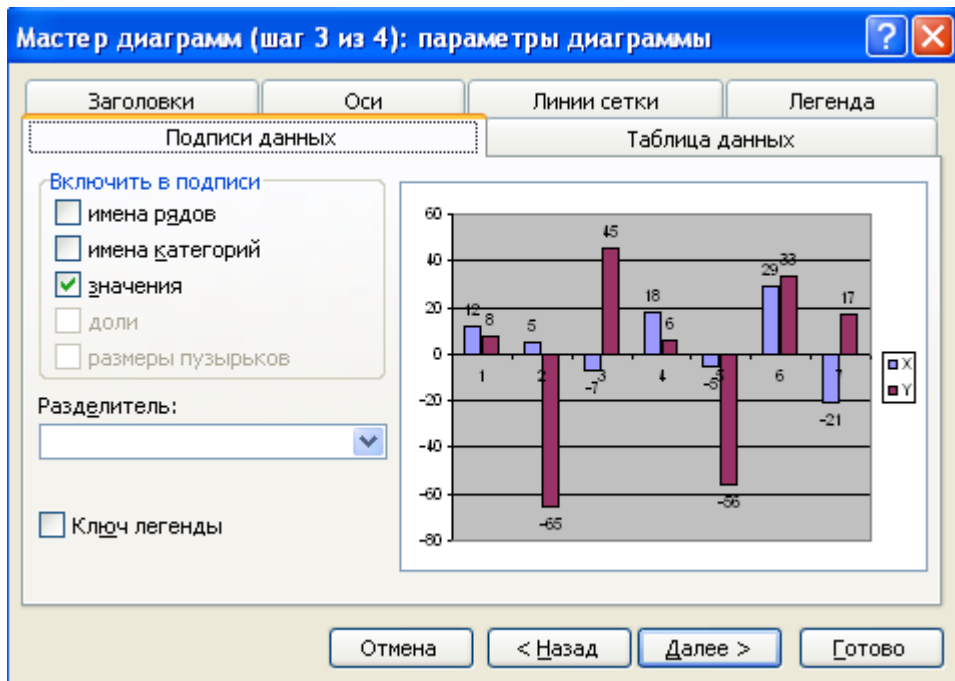 Мастер диаграмм (шаг 3 из 4): параметры диаграммы
Заголовки Оси Линии сетки Легенда
Подписи данных Таблица данных
Включить в подписи
имена рядов
имена категорий
значения
доли
размеры пузырьков
Разделитель:
Ключ легенды
60
40
20
0
-20
-40
-60
-80
12 8 5 -7 45 18 6 -5 29 33 17
1 2 3 4 5 6 7
-65 -56 -21
X
Y
Отмена < Назад Далее > Готово